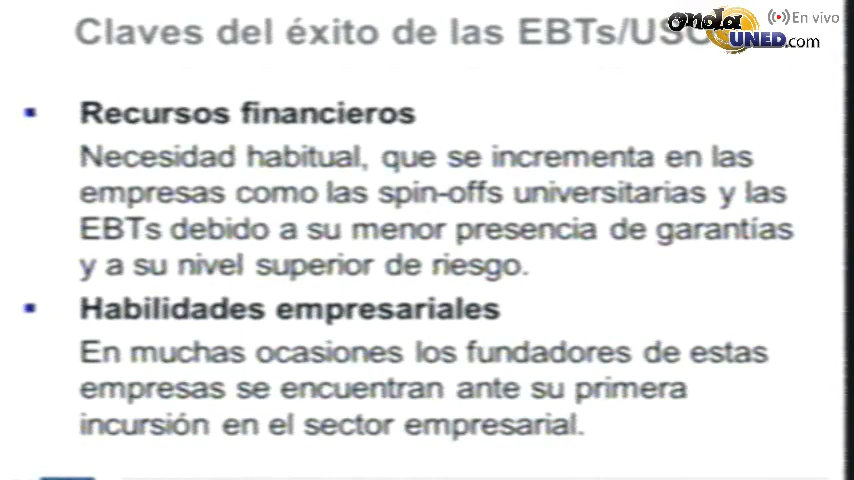 Claves del éxito de las EBTs/USO
onda
UNED.com
En vivo
Recursos financieros
Necesidad habitual, que se incrementa en las
empresas como las spin-offs universitarias y las
EBTs debido a su menor presencia de garantías
y a su nivel superior de riesgo.
Habilidades empresariales
En muchas ocasiones los fundadores de estas
empresas se encuentran ante su primera
incursión en el sector empresarial.